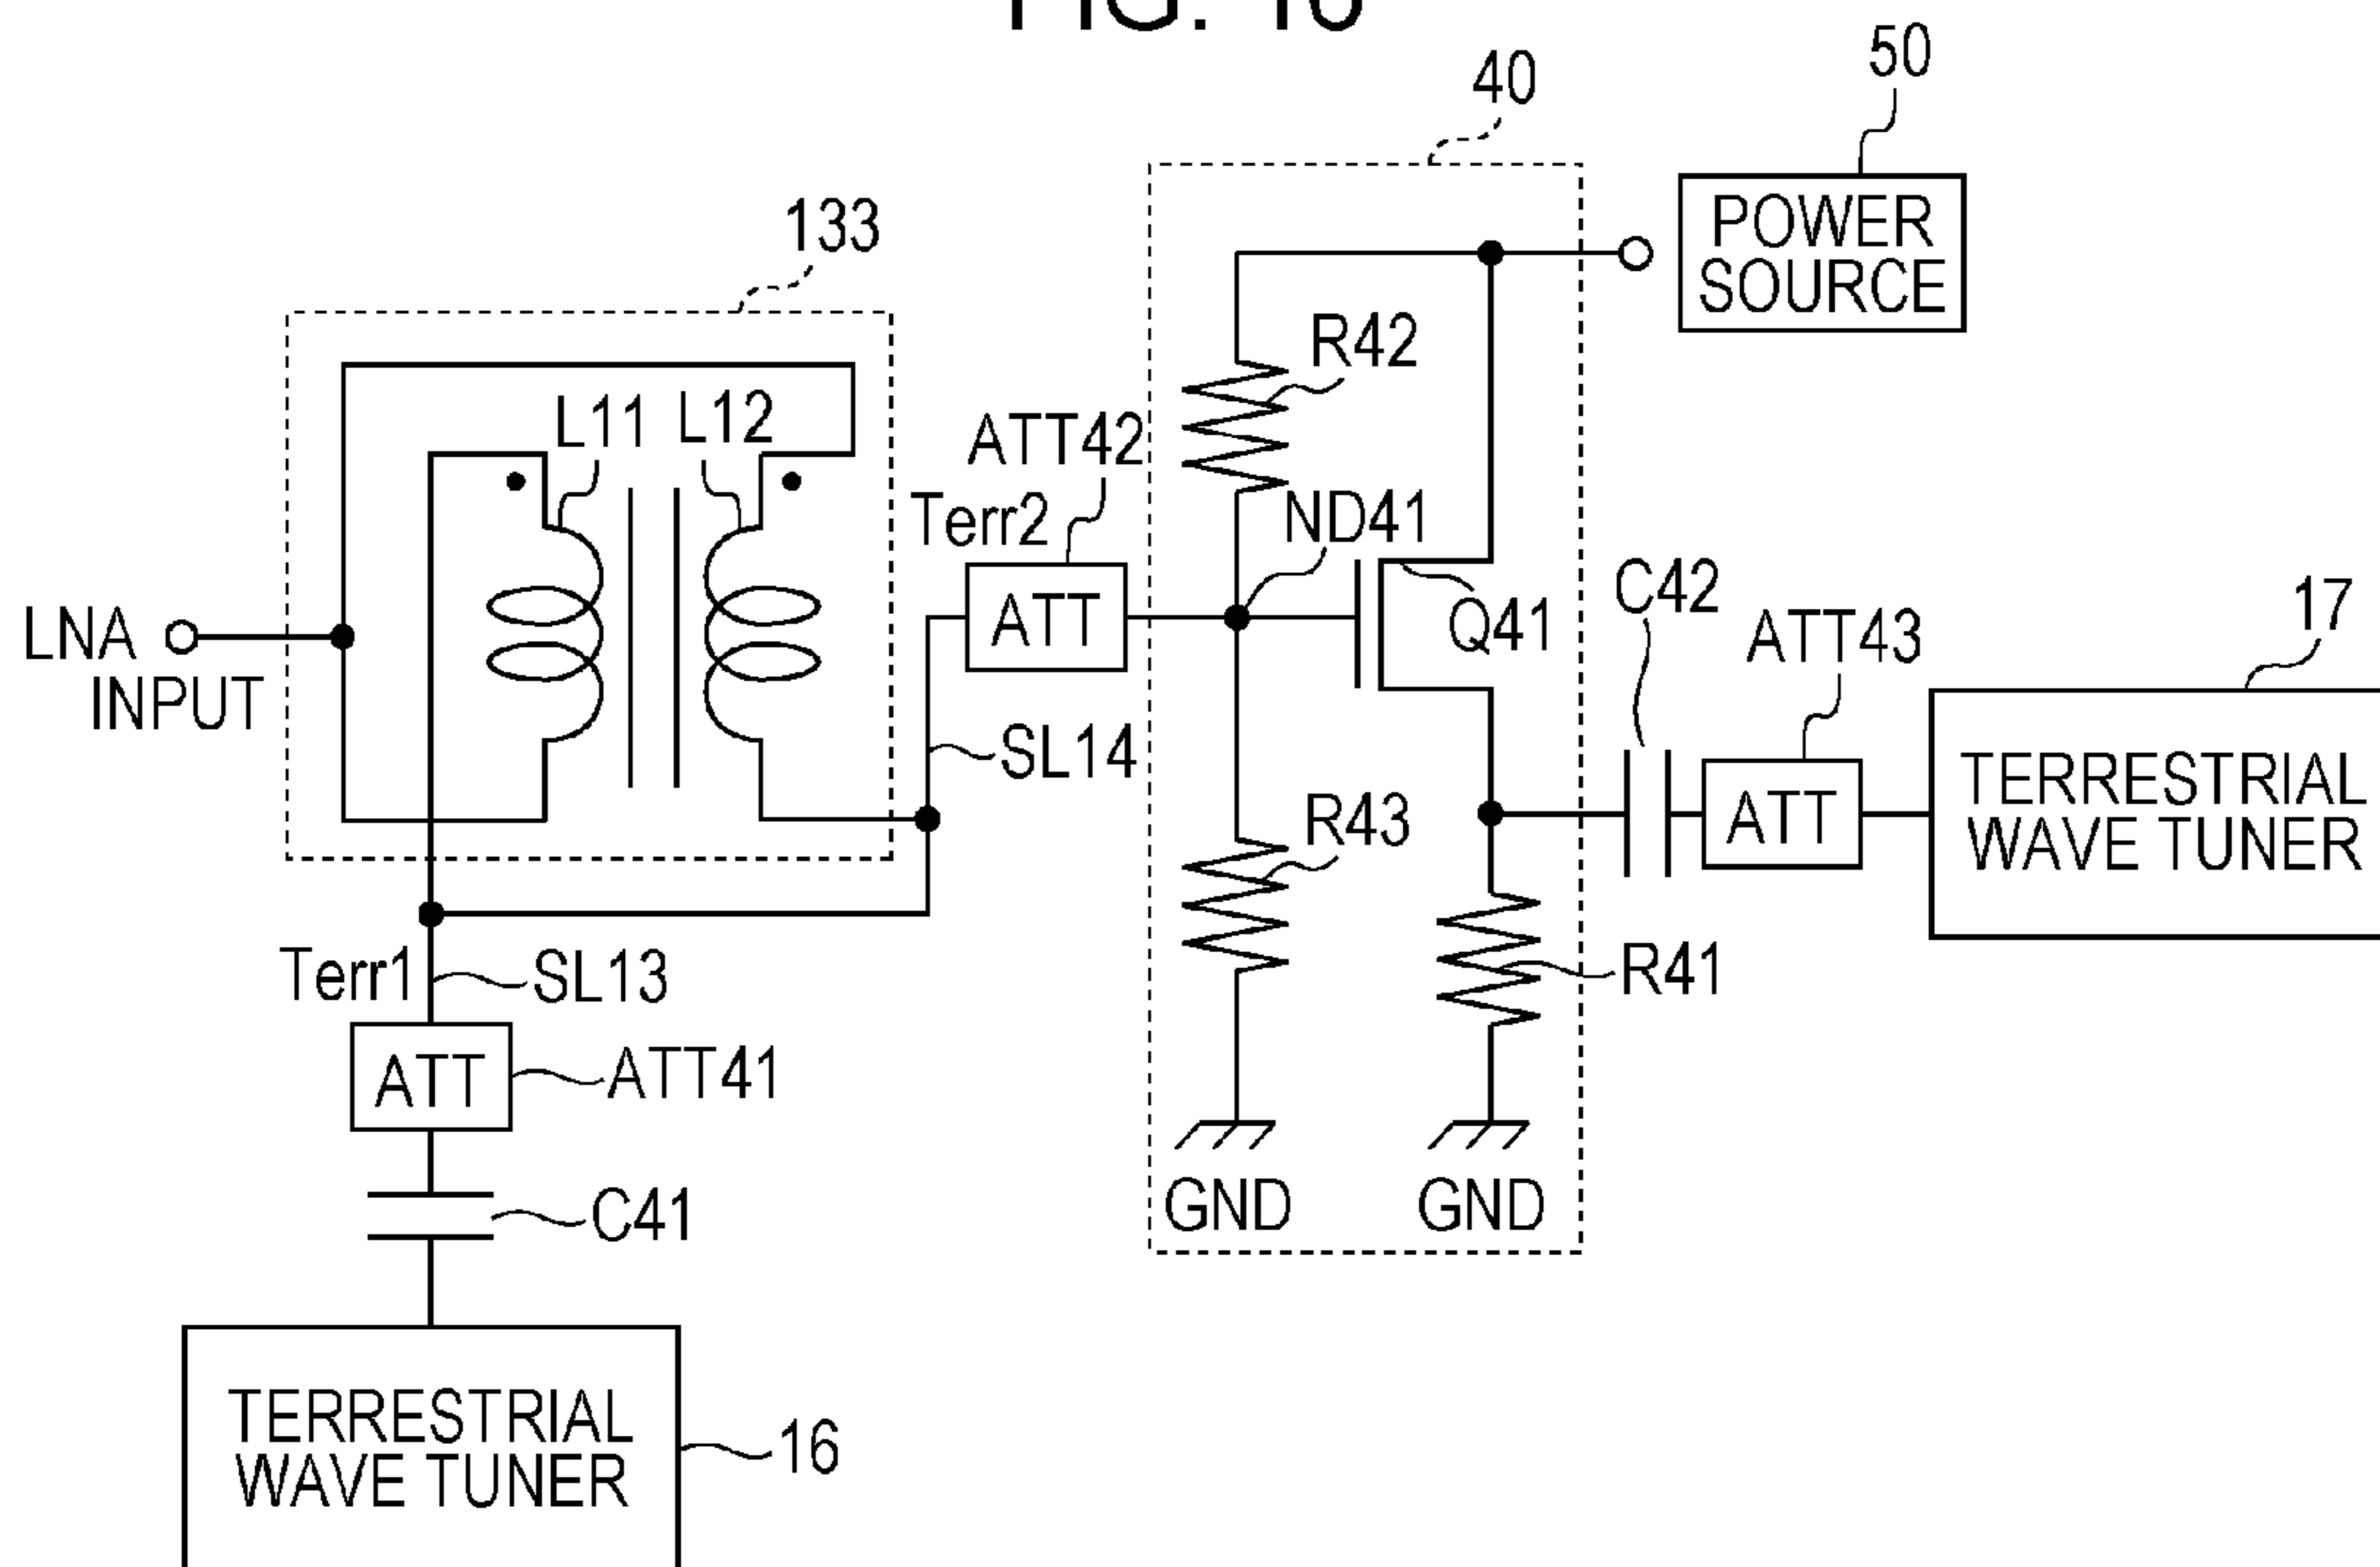 50
40
POWER
SOURCE
133
R42
L11
L12
ATT42
Terr2
ND41
ATT
Q41
C42
ATT43
17
LNA
INPUT
SL14
R43
ATT
TERRESTRIAL
WAVE TUNER
Terr1
SL13
R41
ATT
ATT41
GND
GND
C41
TERRESTRIAL
WAVE TUNER
16